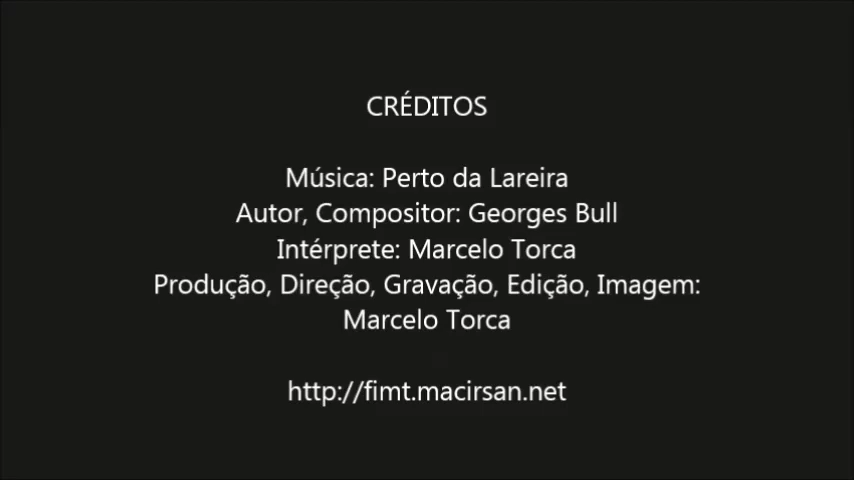 CRÉDITOS
Música: Perto da Lareira
Autor, Compositor: Georges Bull
Intérprete: Marcelo Torca
Produção, Direção, Gravação, Edição, Imagem:
Marcelo Torca
http://fimt.macirsan.net